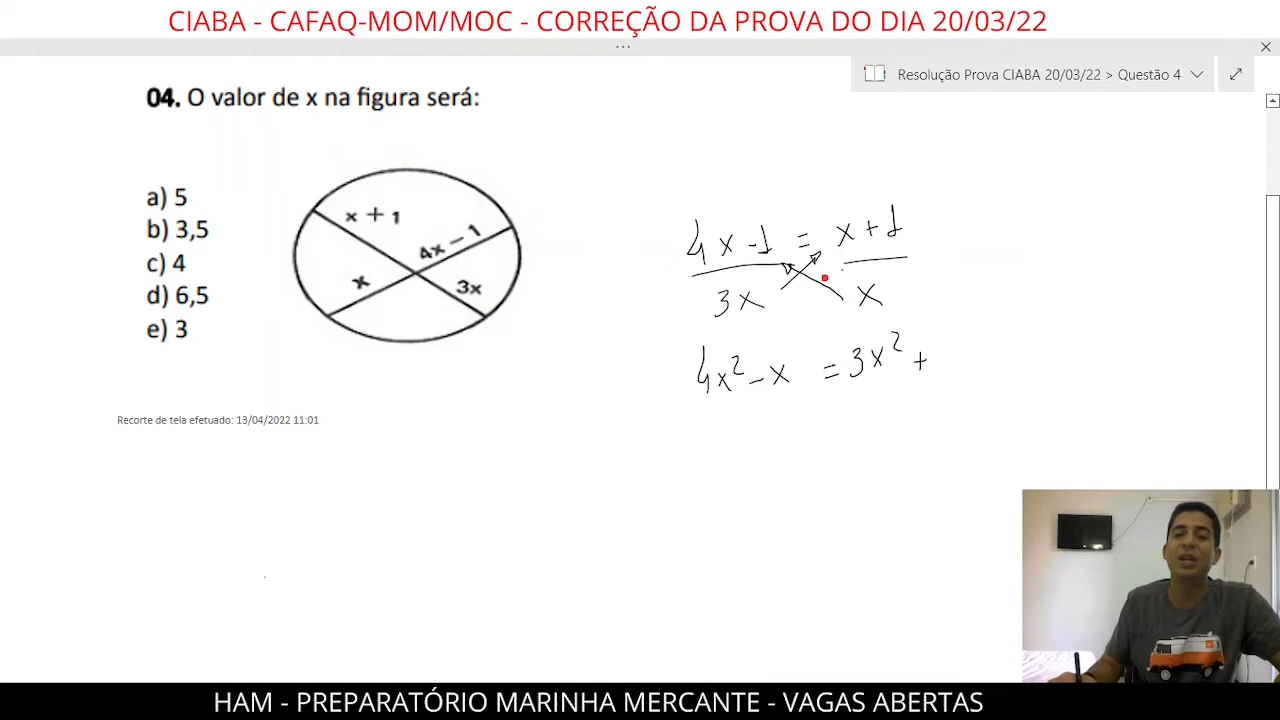 CIABA - CAFAQ-MOM/MOC - CORREÇÃO DA PROVA DO DIA 20/03/22
Resolução Prova CIABA 20/03/22 > Questão 4
04. O valor de x na figura será:
a) 5
b) 3,5
c) 4
d) 6,5
e) 3
x + 1
4x - 1
x
3x
4x - 1 = x + 1
3x x
4x² - x = 3x² +
Recorte de tela efetuado: 13/04/2022 11:01
HAM - PREPARATÓRIO MARINHA MERCANTE - VAGAS ABERTAS